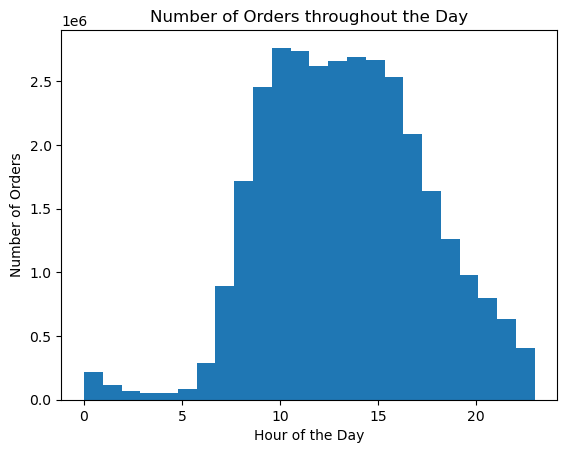 Number of Orders throughout the Day
1e6
2.5
2.0
1.5
1.0
0.5
0.0
Number of Orders
0 5 10 15 20
Hour of the Day